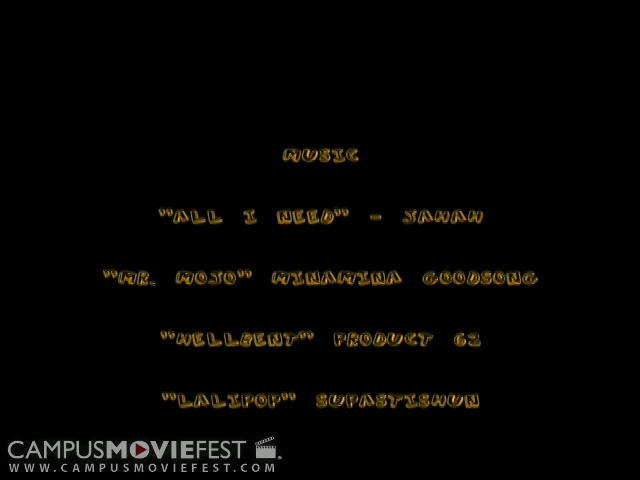 MUSIC
"ALL I NEED" - JAHAH
"MR. MOJO" MINAMINA GOODSONG
"HELLBENT" PRODUCT 62
"LALIPOP" SUPASTISHUN
CAMPUSMOVIEFEST
WWW.CAMPUSMOVIEFEST.COM